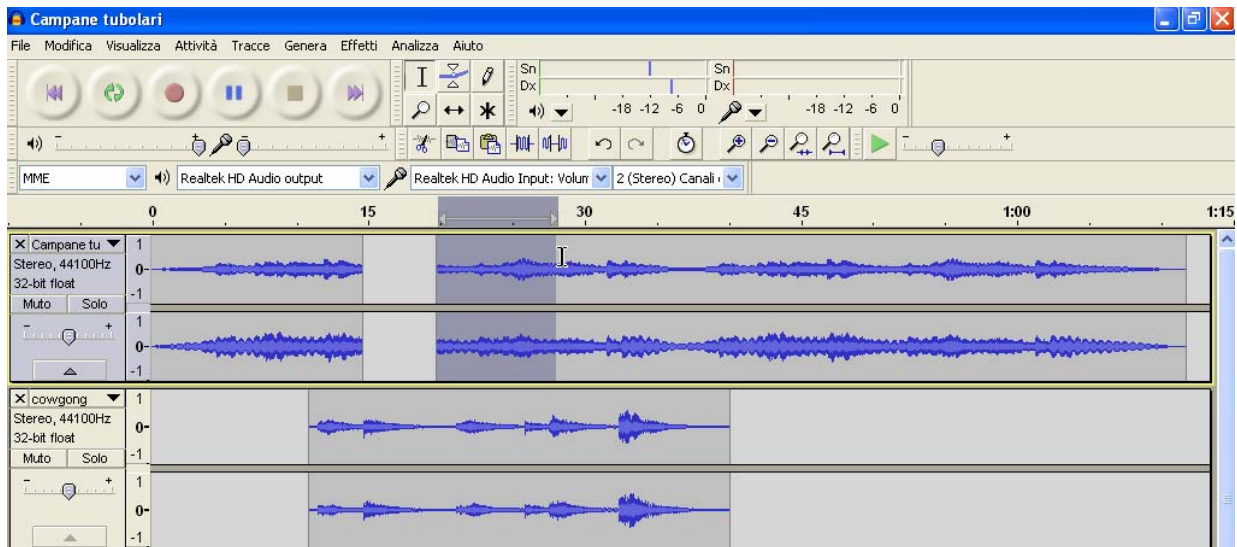 Campane tubolari
File Modifica Visualizza Attività Tracce Genera Effetti Analizza Aiuto
Sn
Dx
-18 -12 -6 0
Sn
Dx
-18 -12 -6 0
- +
- +
MME
Realtek HD Audio output
Realtek HD Audio Input: Volum
2 (Stereo) Canali
0 15 30 45 1:00 1:15
X Campane tu
Stereo, 44100Hz
32-bit float
Muto Solo
- +
1
0-
-1
1
0-
-1
X cowgong
Stereo, 44100Hz
32-bit float
Muto Solo
- +
1
0-
-1
1
0-
-1